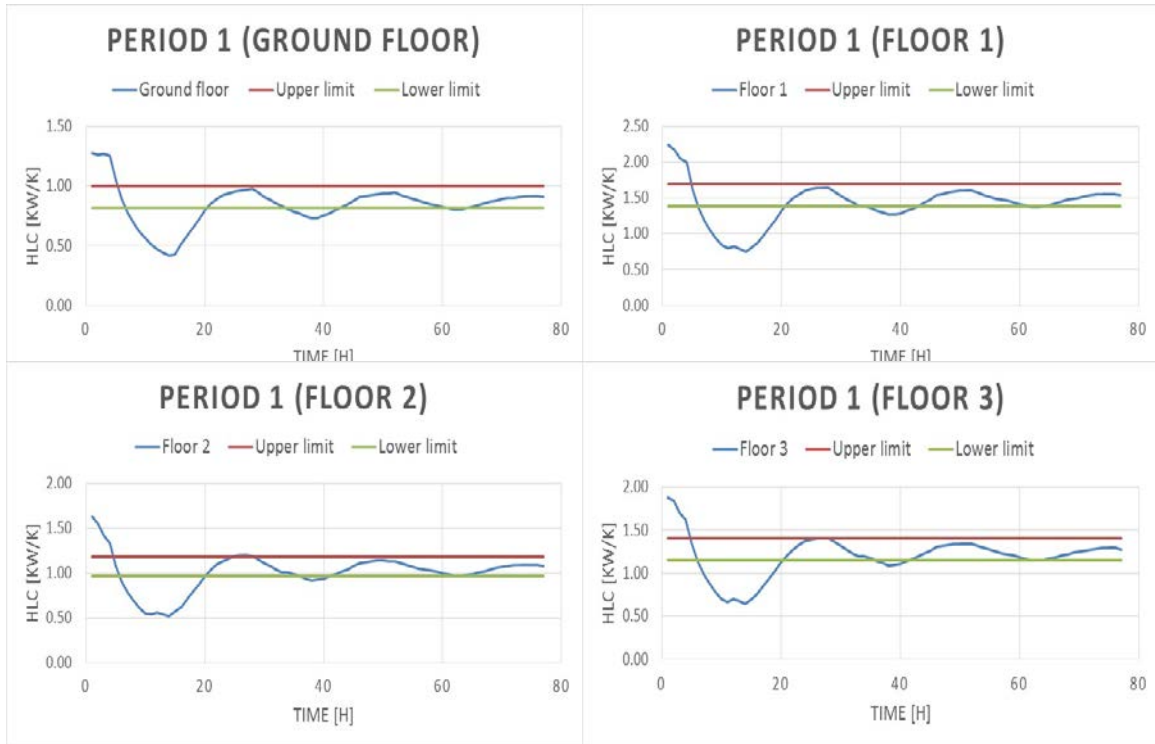 PERIOD 1 (GROUND FLOOR)
Ground floor Upper limit Lower limit
1.50
1.00
0.50
0.00
HLC [KW/K]
0 20 40 60 80
TIME [H]
PERIOD 1 (FLOOR 1)
Floor 1 Upper limit Lower limit
2.50
2.00
1.50
1.00
0.50
0.00
HLC [KW/K]
0 20 40 60 80
TIME [H]
PERIOD 1 (FLOOR 2)
Floor 2 Upper limit Lower limit
2.00
1.50
1.00
0.50
0.00
HLC [KW/K]
0 20 40 60 80
TIME [H]
PERIOD 1 (FLOOR 3)
Floor 3 Upper limit Lower limit
2.00
1.50
1.00
0.50
0.00
HLC [KW/K]
0 20 40 60 80
TIME [H]